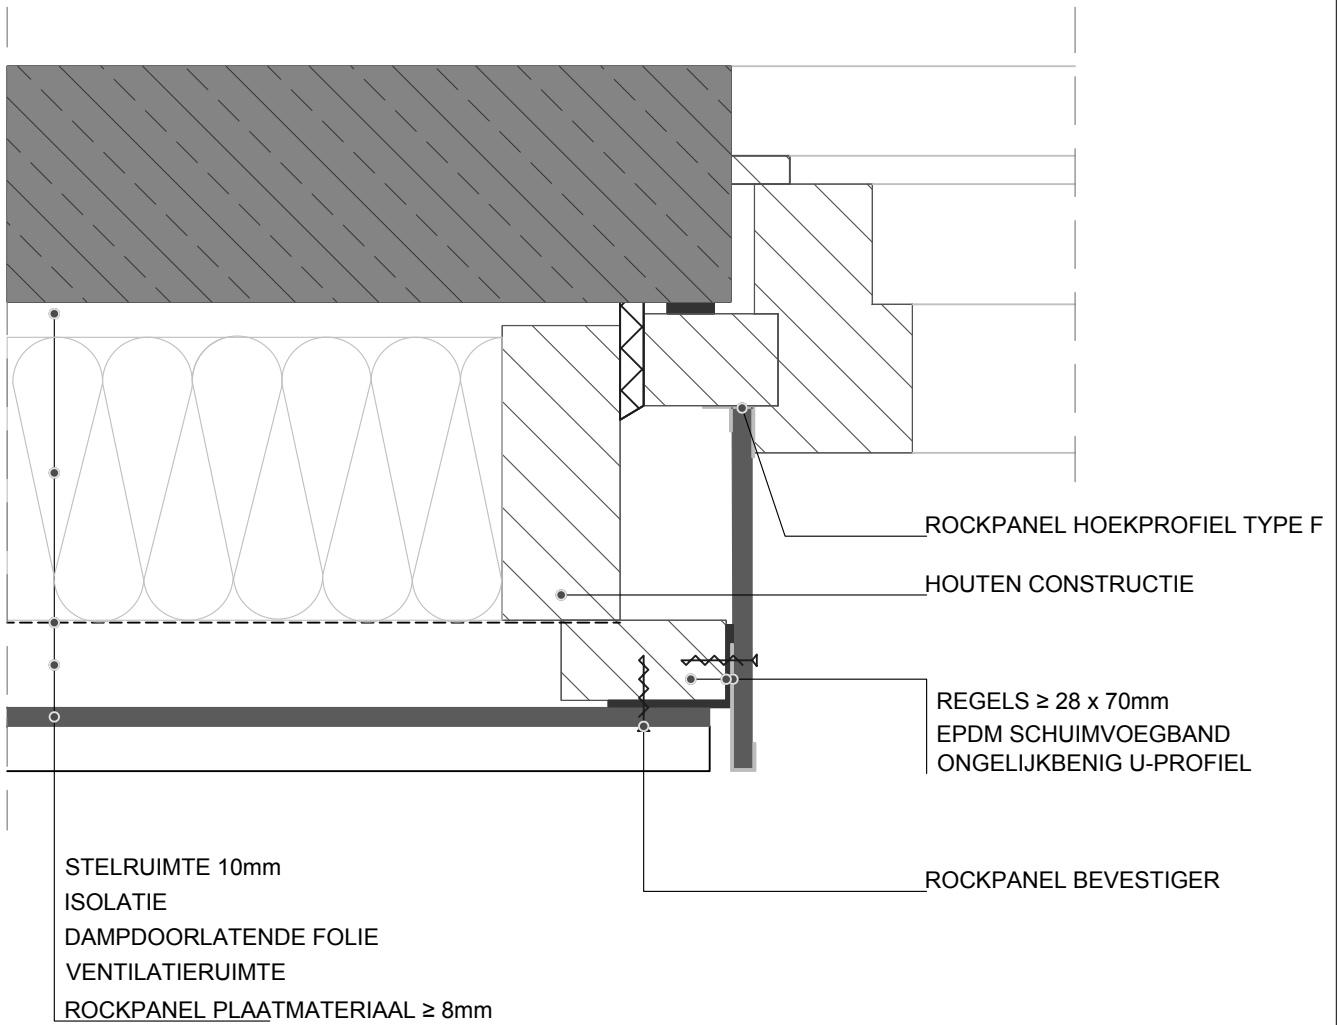 ROCKPANEL HOEKPROFIEL TYPE F
HOUTEN CONSTRUCTIE
REGELS ≥ 28 x 70mm
EPDM SCHUIMVOEGBAND
ONGELIJKBENIG U-PROFIEL
ROCKPANEL BEVESTIGER
STELRUIMTE 10mm
ISOLATIE
DAMPDOORLATENDE FOLIE
VENTILATIERUIMTE
ROCKPANEL PLAATMATERIAAL ≥ 8mm